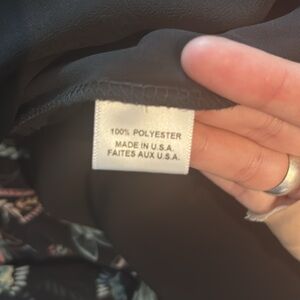 100% POLYESTER
MADE IN U.S.A.
FAITES AUX U.S.A.